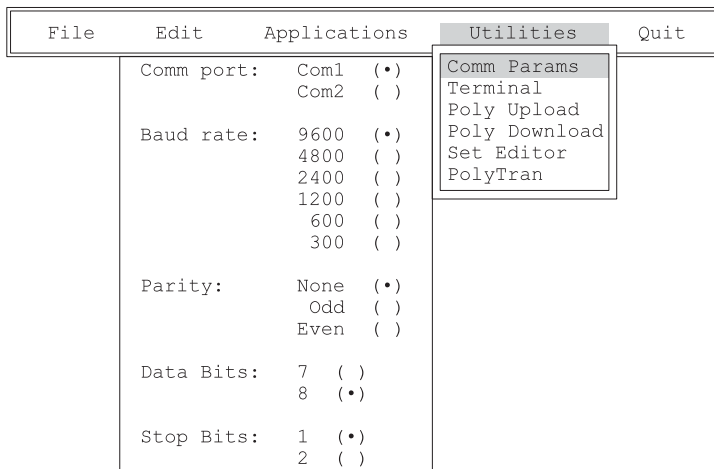 File Edit Applications Utilities Quit
Comm port: Com1 (•)
Com2 ( )
Baud rate: 9600 (•)
4800 ( )
2400 ( )
1200 ( )
600 ( )
300 ( )
Parity: None (•)
Odd ( )
Even ( )
Data Bits: 7 ( )
8 (•)
Stop Bits: 1 (•)
2 ( )
Comm Params
Terminal
Poly Upload
Poly Download
Set Editor
PolyTran